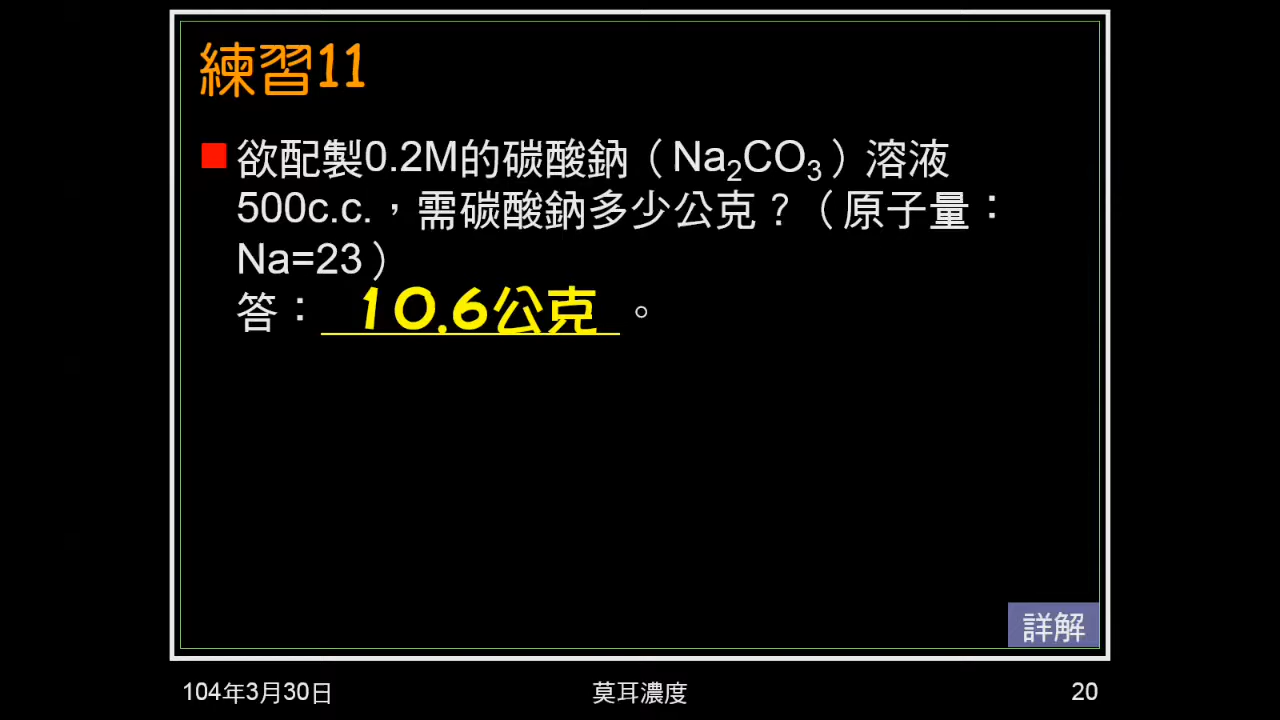 練習11
欲配製0.2M的碳酸鈉（Na₂CO₃）溶液
500c.c.，需碳酸鈉多少公克？（原子量：
Na=23）
答：10.6公克。
詳解
104年3月30日
莫耳濃度
20